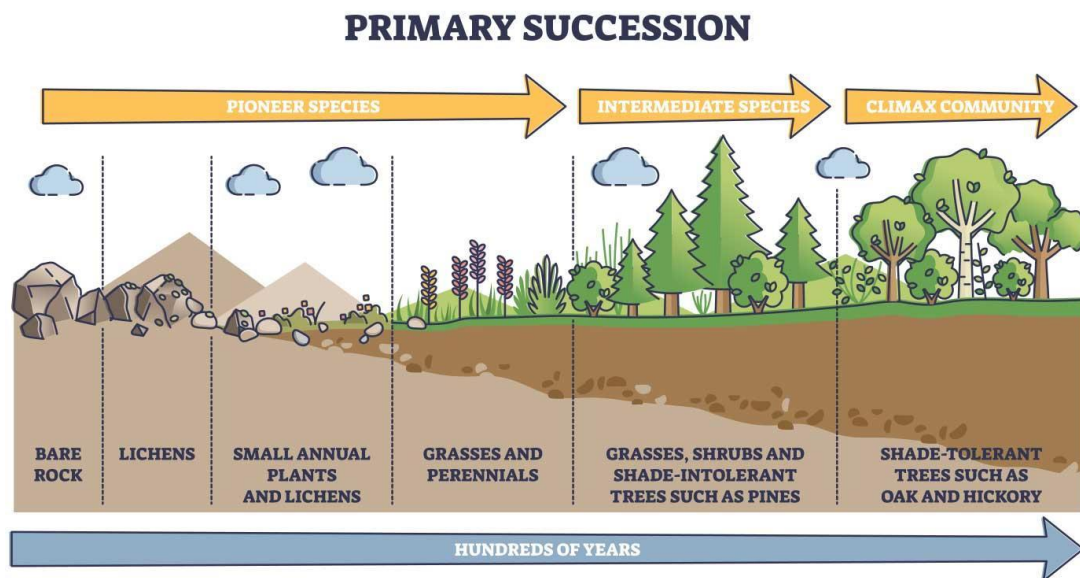 PRIMARY SUCCESSION
PIONEER SPECIES
INTERMEDIATE SPECIES
CLIMAX COMMUNITY
BARE
ROCK
LICHENS
SMALL ANNUAL
PLANTS
AND LICHENS
GRASSES AND
PERENNIALS
GRASSES, SHRUBS AND
SHADE-INTOLERANT
TREES SUCH AS PINES
SHADE-TOLERANT
TREES SUCH AS
OAK AND HICKORY
HUNDREDS OF YEARS